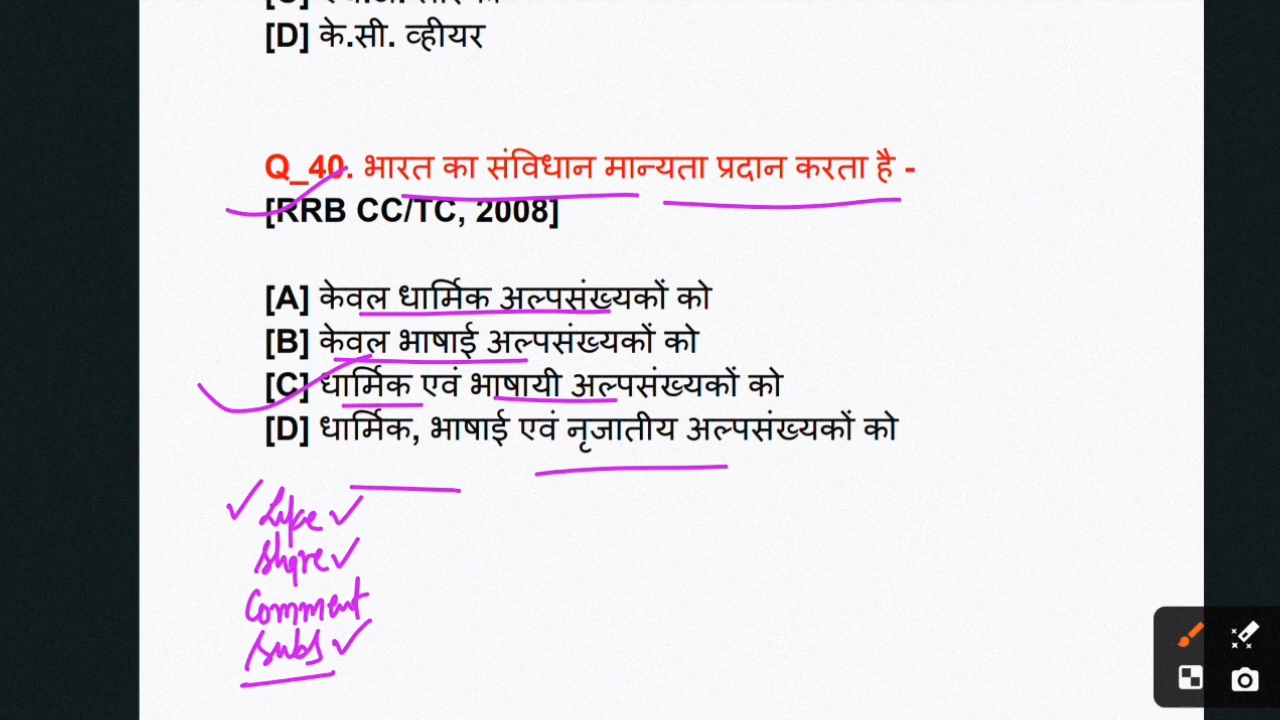 [D] के.सी. व्हीयर
Q_40. भारत का संविधान मान्यता प्रदान करता है -
[RRB CC/TC, 2008]
[A] केवल धार्मिक अल्पसंख्यकों को
[B] केवल भाषाई अल्पसंख्यकों को
[C] धार्मिक एवं भाषायी अल्पसंख्यकों को
[D] धार्मिक, भाषाई एवं नृजातीय अल्पसंख्यकों को
Like
Share
Comment
Subs